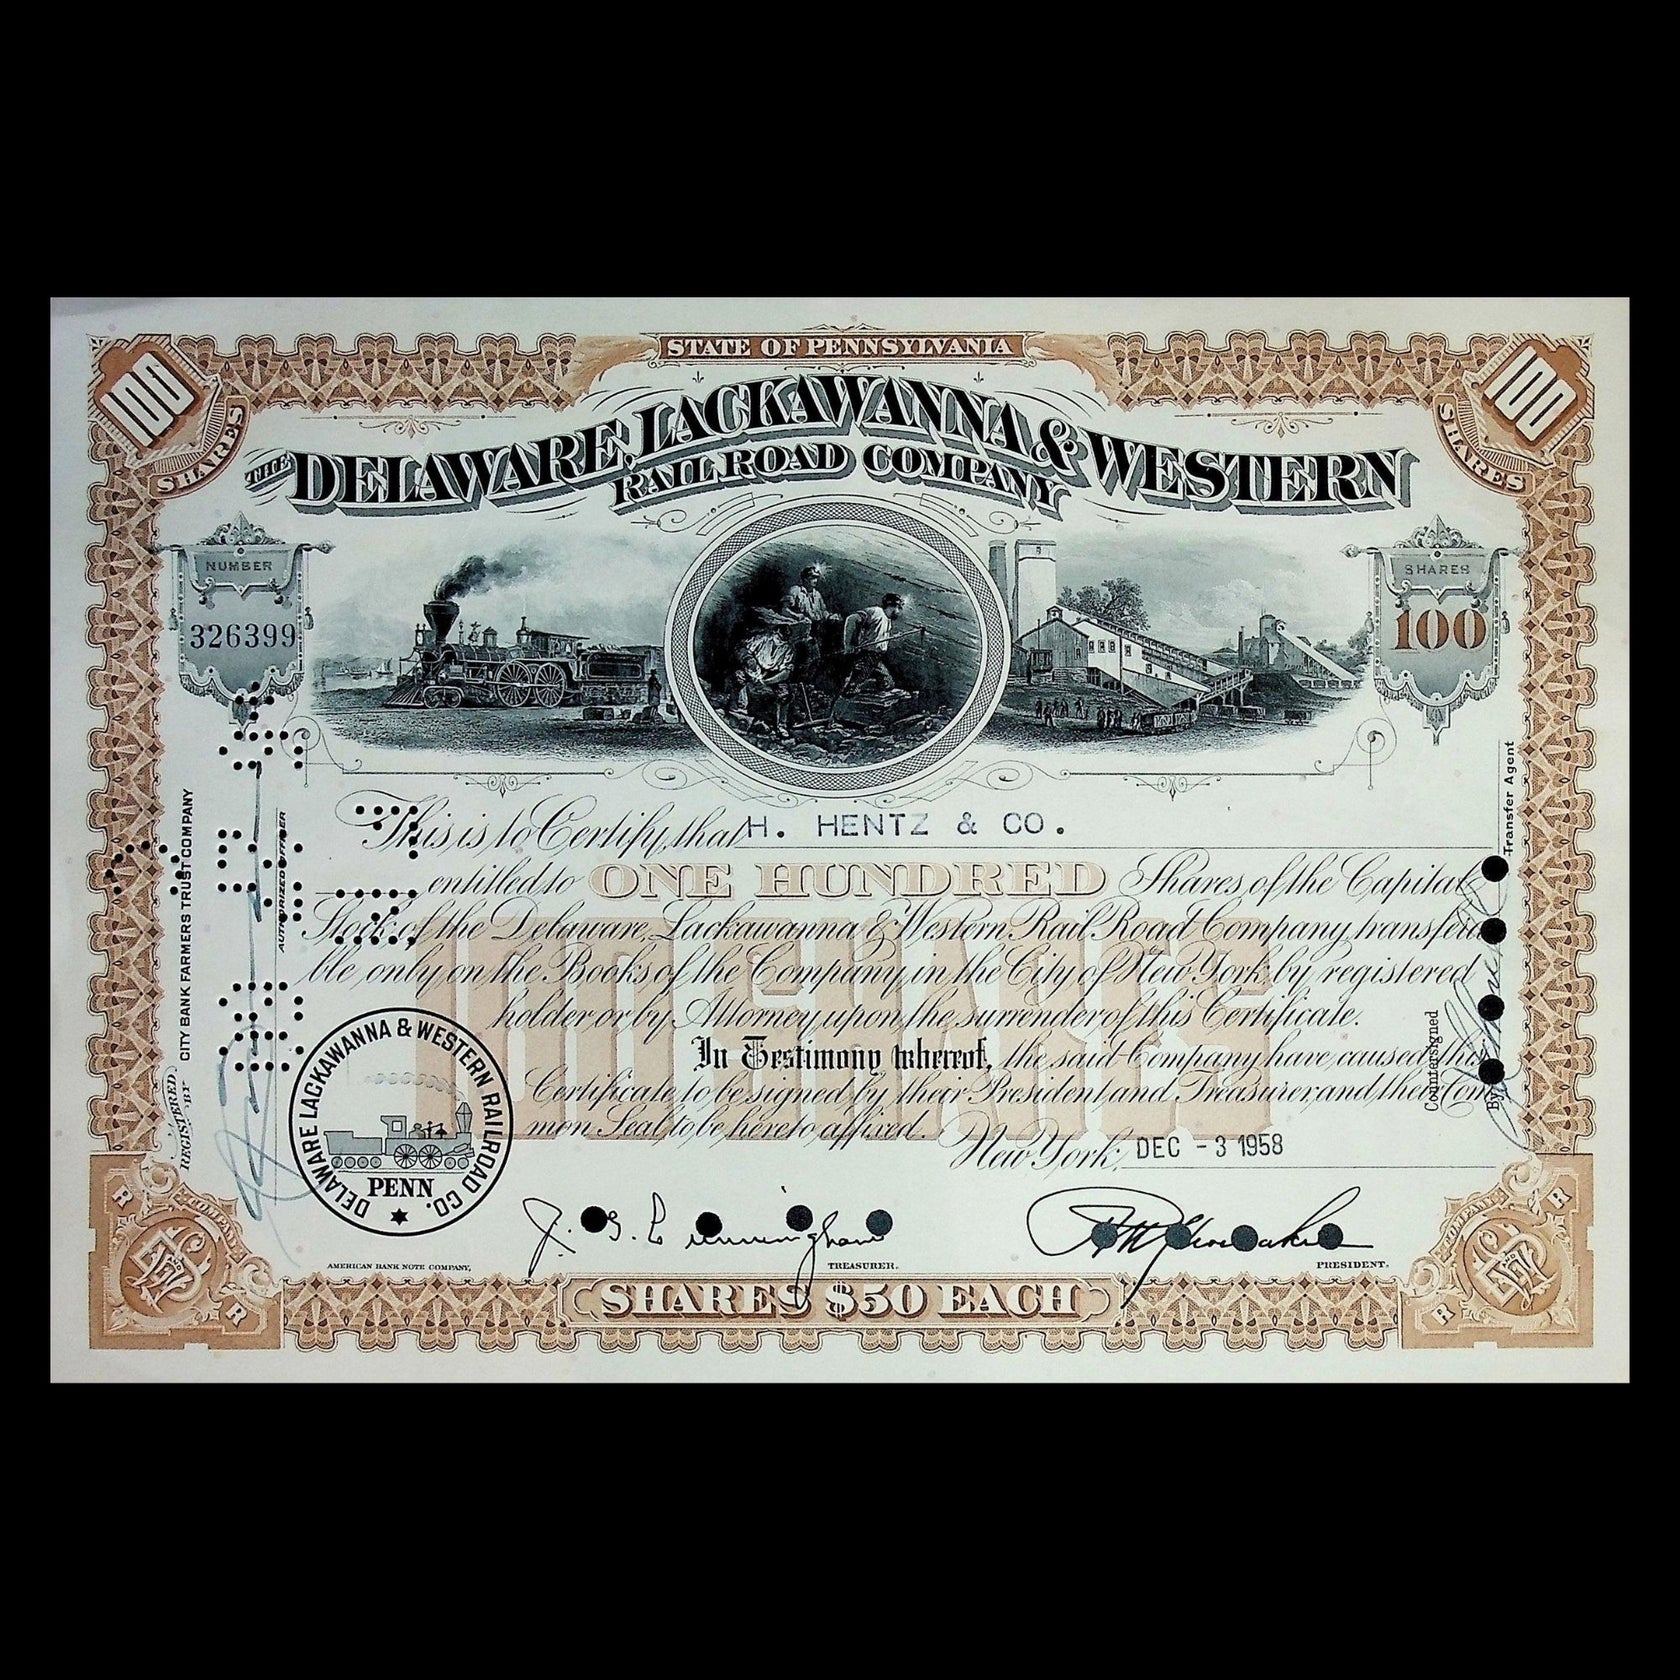 STATE OF PENNSYLVANIA
100 SHARES
100 SHARES
THE DELAWARE, LACKAWANNA & WESTERN
RAIL ROAD COMPANY
NUMBER
326399
SHARES
100
This is to Certify, that H. HENTZ & CO.
entitled to ONE HUNDRED Shares of the Capital
Stock of the Delaware, Lackawanna & Western Rail Road Company, transfera
ble only on the Books of the Company, in the City of New York by registered
holder or by Attorney upon the surrender of this Certificate.
In Testimony whereof, the said Company have caused this
Certificate to be signed by their President and Treasurer, and their Com
mon Seal to be hereto affixed.
New York, DEC - 3 1958
100 SHARES
REGISTERED
CITY BANK FARMERS TRUST COMPANY
BY
AUTHORIZED OFFICER
Countersigned
By
Transfer Agent
DELAWARE LACKAWANNA & WESTERN RAILROAD CO.
PENN
J. G. Cunningham
TREASURER.
PRESIDENT.
AMERICAN BANK NOTE COMPANY.
SHARES $50 EACH
R COMPANY R
R COMPANY R